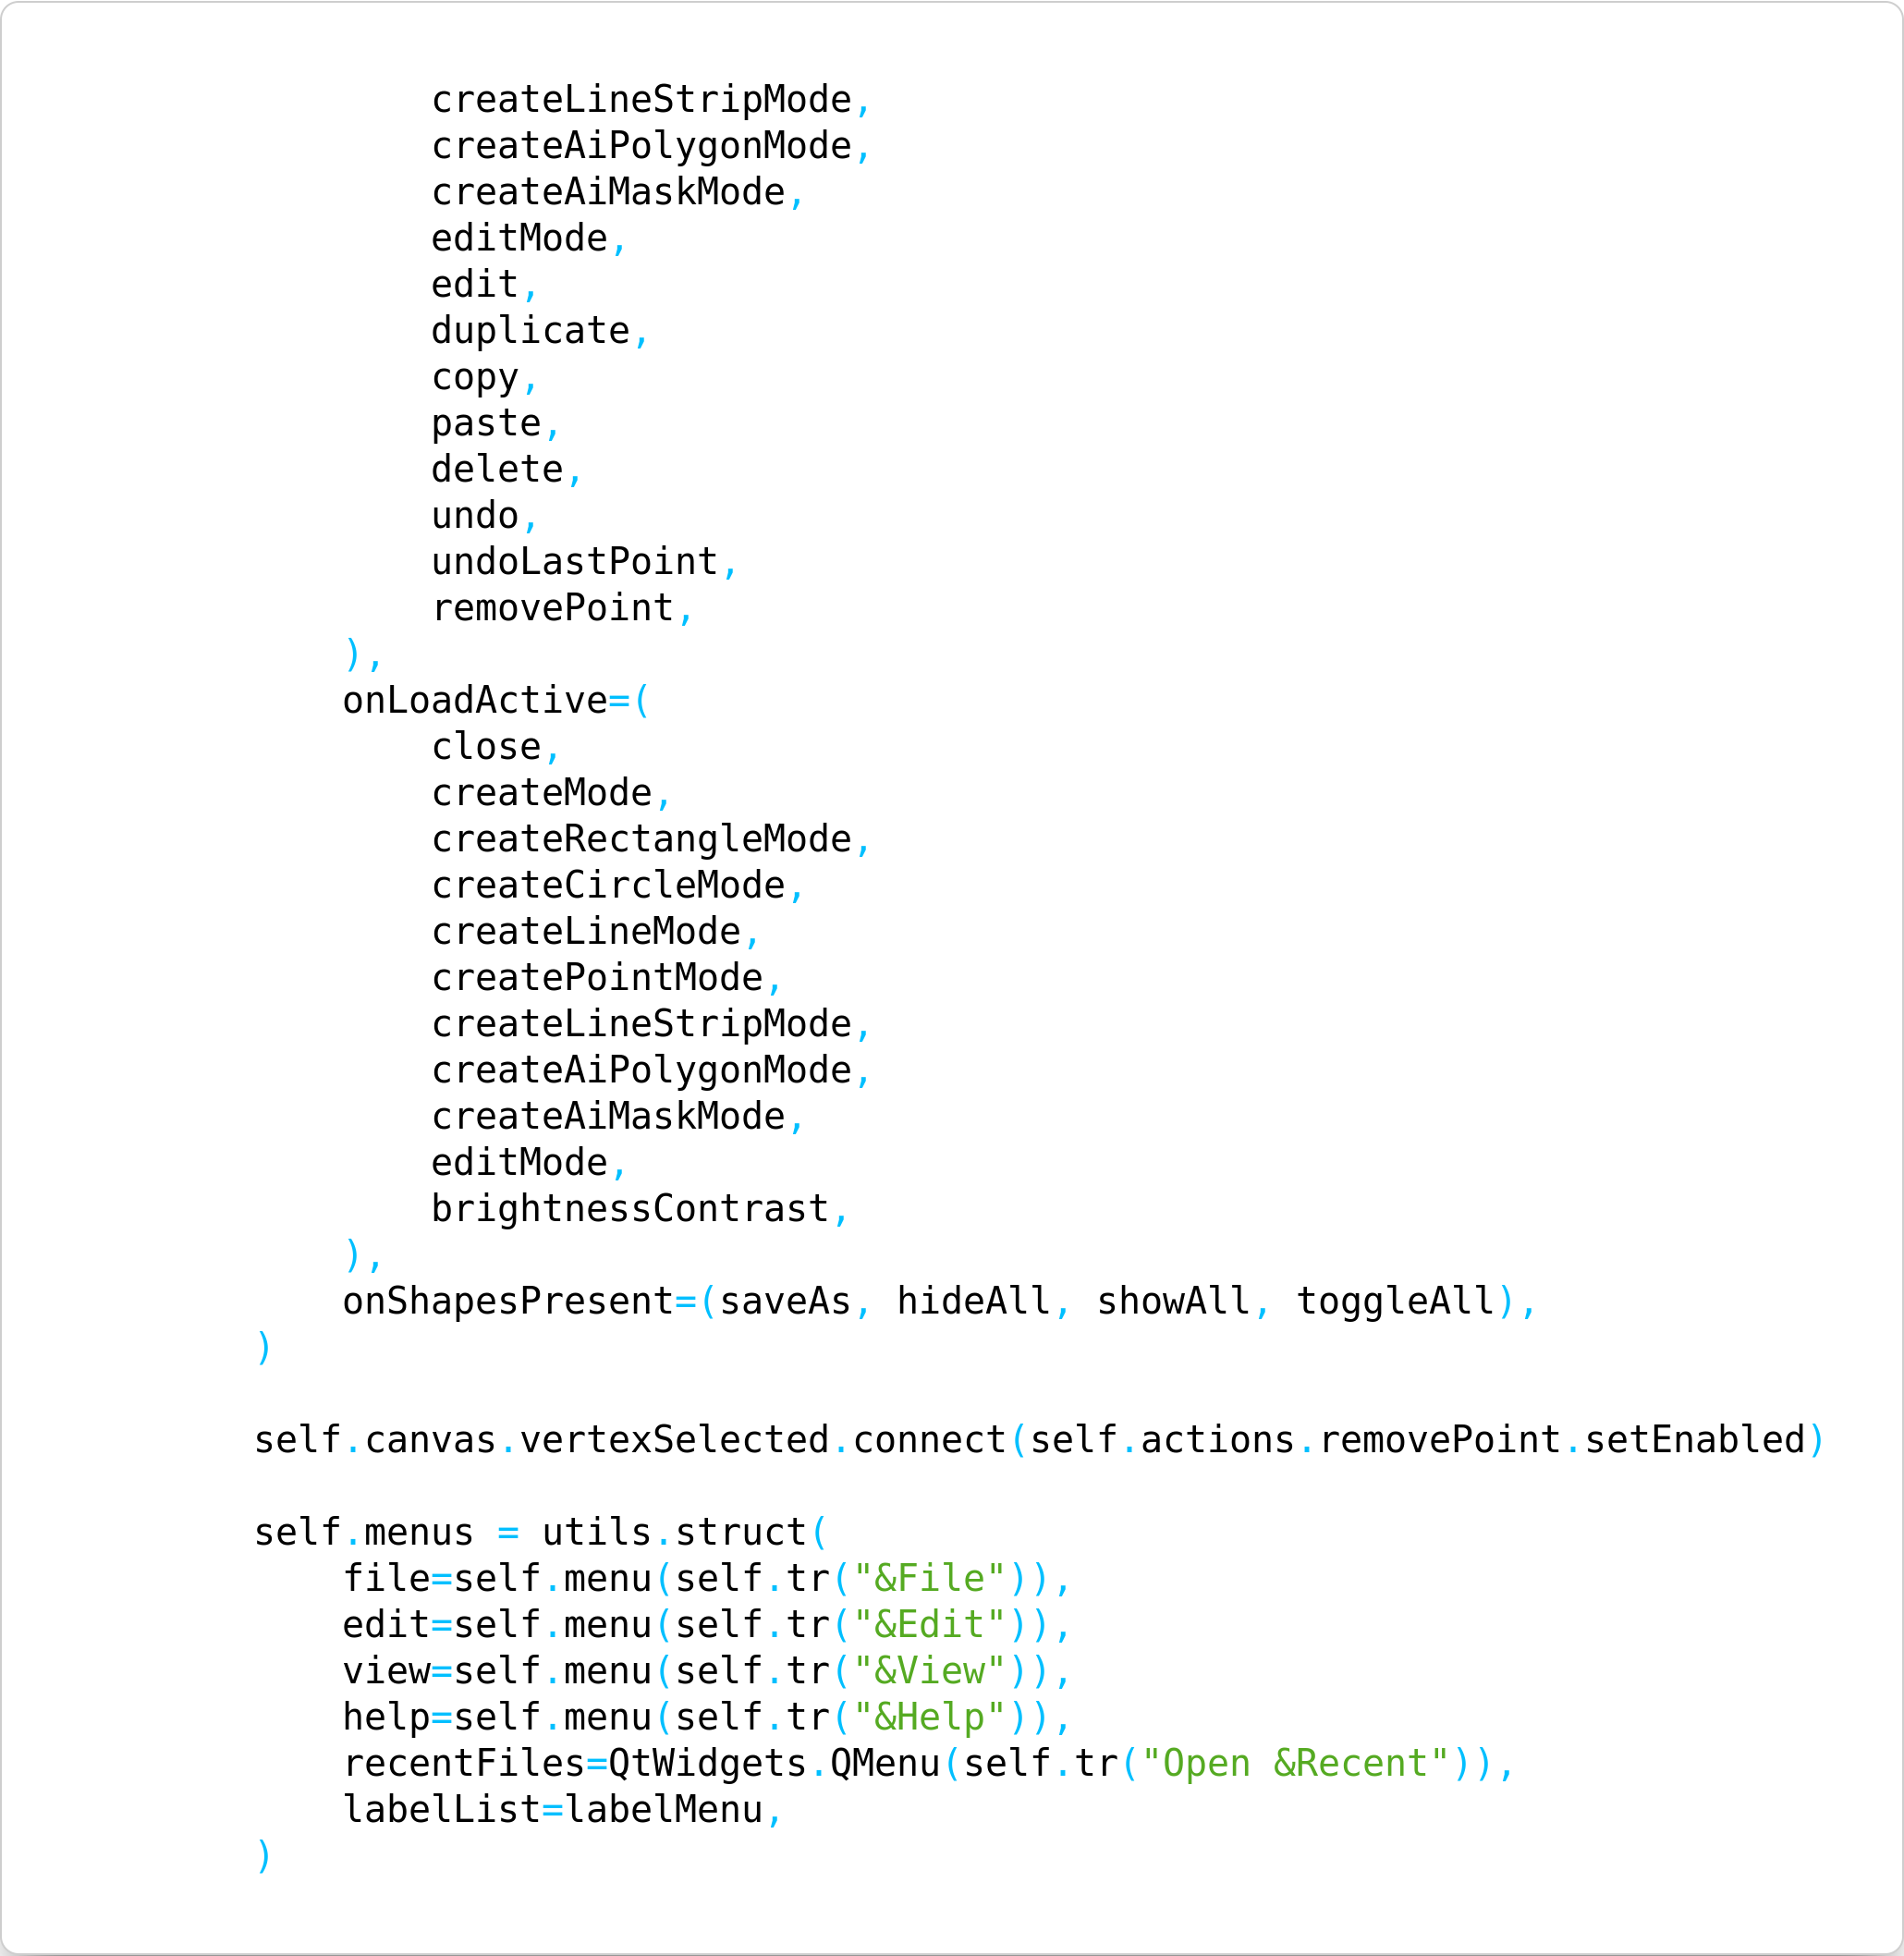 createLineStripMode,
                createAiPolygonMode,
                createAiMaskMode,
                editMode,
                edit,
                duplicate,
                copy,
                paste,
                delete,
                undo,
                undoLastPoint,
                removePoint,
            ),
            onLoadActive=(
                close,
                createMode,
                createRectangleMode,
                createCircleMode,
                createLineMode,
                createPointMode,
                createLineStripMode,
                createAiPolygonMode,
                createAiMaskMode,
                editMode,
                brightnessContrast,
            ),
            onShapesPresent=(saveAs, hideAll, showAll, toggleAll),
        )

        self.canvas.vertexSelected.connect(self.actions.removePoint.setEnabled)

        self.menus = utils.struct(
            file=self.menu(self.tr("&File")),
            edit=self.menu(self.tr("&Edit")),
            view=self.menu(self.tr("&View")),
            help=self.menu(self.tr("&Help")),
            recentFiles=QtWidgets.QMenu(self.tr("Open &Recent")),
            labelList=labelMenu,
        )